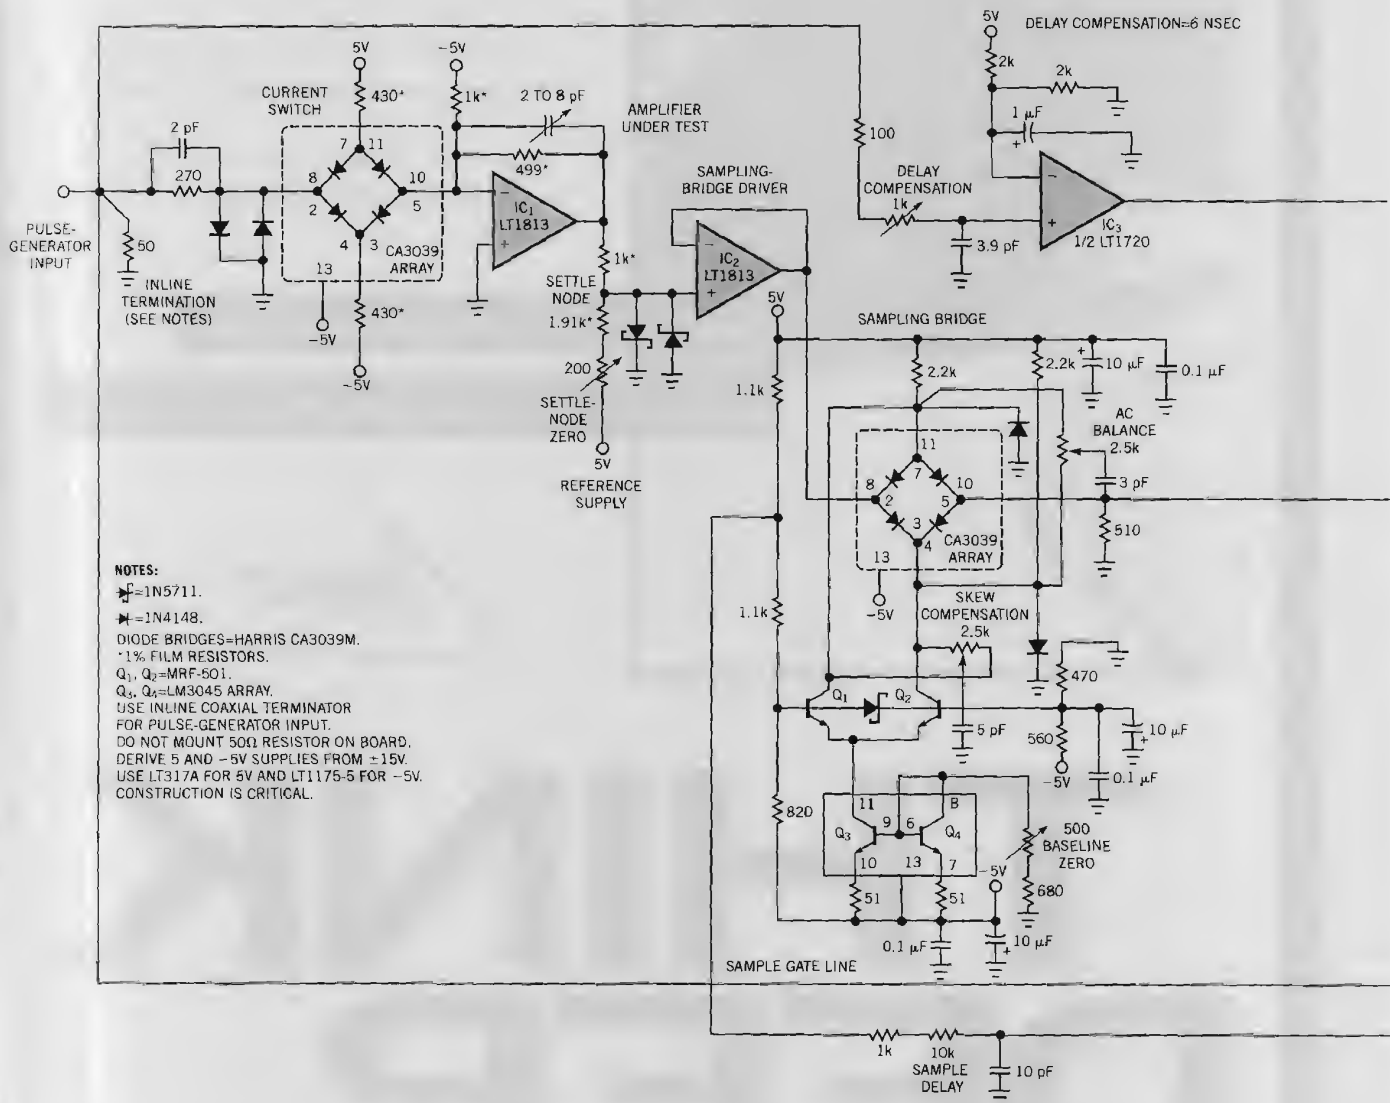 5V
DELAY COMPENSATION=6 NSEC
2k
2k
1 µF
+
5V
-5V
CURRENT
SWITCH
430*
1k*
2 TO 8 pF
AMPLIFIER
UNDER TEST
2 pF
270
7
11
8
10
2
5
4
3
CA3039
ARRAY
13
-5V
430*
-5V
499*
-
+
IC1
LT1813
PULSE-
GENERATOR
INPUT
50
INLINE
TERMINATION
(SEE NOTES)
1k*
SETTLE
NODE
1.91k*
200
SETTLE-
NODE
ZERO
5V
REFERENCE
SUPPLY
SAMPLING-
BRIDGE DRIVER
-
+
IC2
LT1813
100
DELAY
COMPENSATION
1k
3.9 pF
-
+
IC3
1/2 LT1720
5V
SAMPLING BRIDGE
1.1k
2.2k
2.2k
+
10 µF
0.1 µF
AC
BALANCE
2.5k
3 pF
510
11
7
8
10
2
5
3
4
CA3039
ARRAY
13
-5V
1.1k
SKEW
COMPENSATION
2.5k
470
Q1
Q2
5 pF
560
-5V
10 µF
+
0.1 µF
820
11
8
Q3
9
6
Q4
10
13
7
51
51
-5V
500
BASELINE
ZERO
680
0.1 µF
10 µF
+
NOTES:
=1N5711.
=1N4148.
DIODE BRIDGES=HARRIS CA3039M.
*1% FILM RESISTORS.
Q1, Q2=MRF-501.
Q3, Q4=LM3045 ARRAY.
USE INLINE COAXIAL TERMINATOR
FOR PULSE-GENERATOR INPUT.
DO NOT MOUNT 50Ω RESISTOR ON BOARD.
DERIVE 5 AND -5V SUPPLIES FROM ±15V.
USE LT317A FOR 5V AND LT1175-5 FOR -5V.
CONSTRUCTION IS CRITICAL.
SAMPLE GATE LINE
1k
10k
SAMPLE
DELAY
10 pF